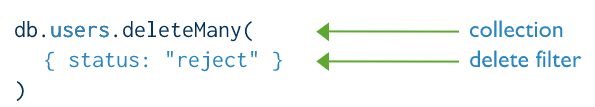 db.users.deleteMany( collection
{ status: "reject" } delete filter
)